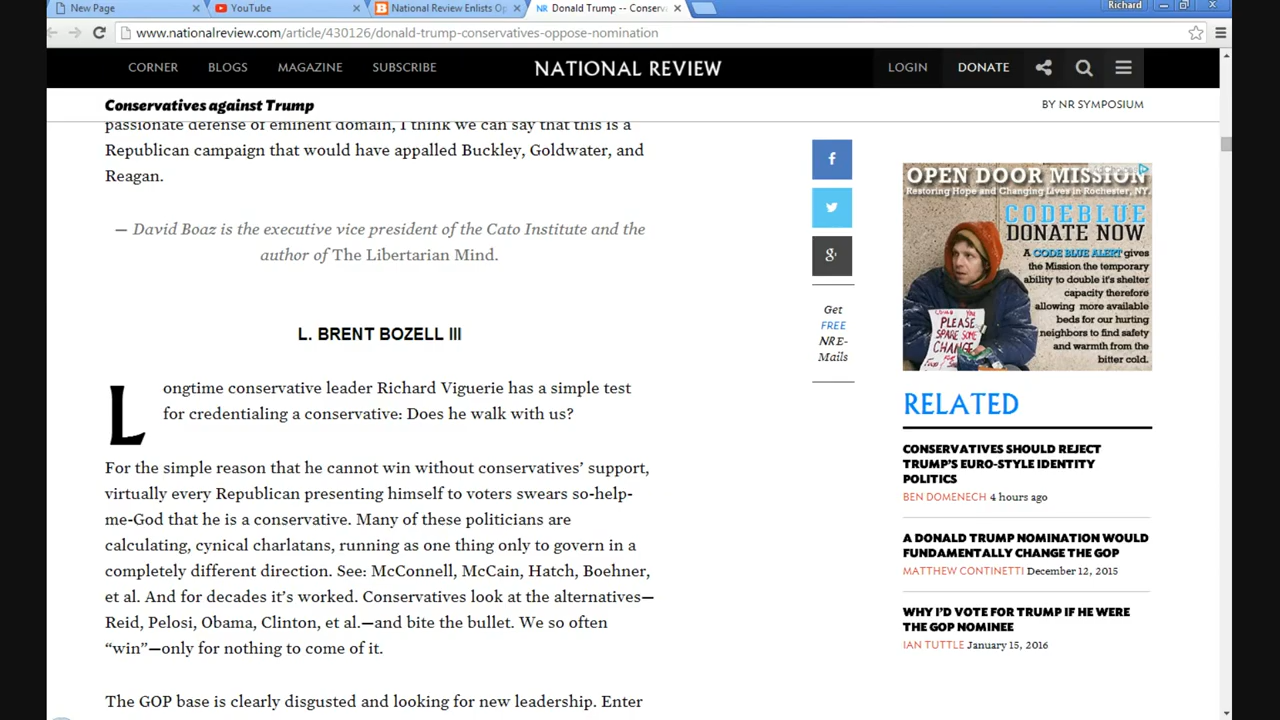 New Page
YouTube
National Review Enlists Op
Donald Trump -- Conserva
Richard
www.nationalreview.com/article/430126/donald-trump-conservatives-oppose-nomination
CORNER BLOGS MAGAZINE SUBSCRIBE NATIONAL REVIEW LOGIN DONATE
Conservatives against Trump
BY NR SYMPOSIUM
passionate defense of eminent domain, I think we can say that this is a
Republican campaign that would have appalled Buckley, Goldwater, and
Reagan.
— David Boaz is the executive vice president of the Cato Institute and the
author of The Libertarian Mind.
L. BRENT BOZELL III
Longtime conservative leader Richard Viguerie has a simple test
for credentialing a conservative: Does he walk with us?
For the simple reason that he cannot win without conservatives’ support,
virtually every Republican presenting himself to voters swears so-help-
me-God that he is a conservative. Many of these politicians are
calculating, cynical charlatans, running as one thing only to govern in a
completely different direction. See: McConnell, McCain, Hatch, Boehner,
et al. And for decades it’s worked. Conservatives look at the alternatives—
Reid, Pelosi, Obama, Clinton, et al.—and bite the bullet. We so often
“win”—only for nothing to come of it.
The GOP base is clearly disgusted and looking for new leadership. Enter
f
g+
Get
FREE
NR E-
Mails
OPEN DOOR MISSION
Restoring Hope and Changing Lives in Rochester, NY.
CODEBLUE
DONATE NOW
A CODE BLUE ALERT gives
the Mission the temporary
ability to double it's shelter
capacity therefore
allowing more available
beds for our hurting
neighbors to find safety
and warmth from the
bitter cold.
PLEASE
SPARE SOME
CHANGE
RELATED
CONSERVATIVES SHOULD REJECT
TRUMP’S EURO-STYLE IDENTITY
POLITICS
BEN DOMENECH 4 hours ago
A DONALD TRUMP NOMINATION WOULD
FUNDAMENTALLY CHANGE THE GOP
MATTHEW CONTINETTI December 12, 2015
WHY I’D VOTE FOR TRUMP IF HE WERE
THE GOP NOMINEE
IAN TUTTLE January 15, 2016